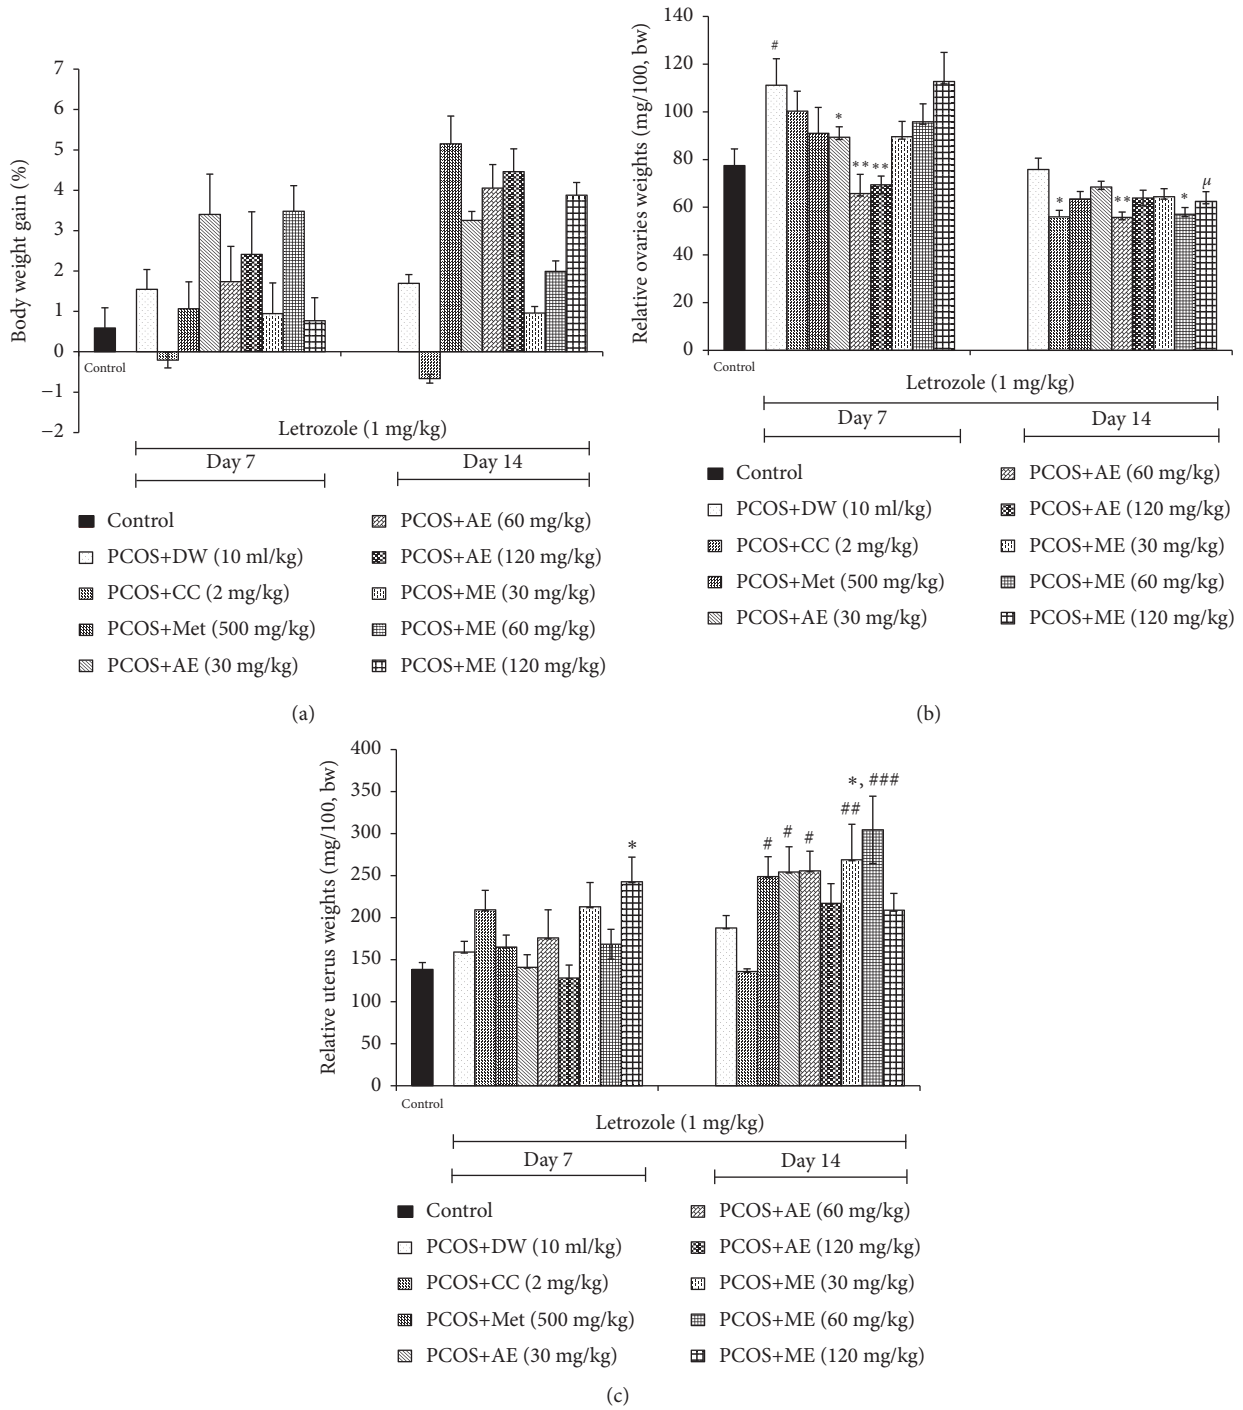 Body weight gain (%)
7
6
5
4
3
2
1
0
−1
−2
Control
Letrozole (1 mg/kg)
Day 7
Day 14
Control
PCOS+DW (10 ml/kg)
PCOS+CC (2 mg/kg)
PCOS+Met (500 mg/kg)
PCOS+AE (30 mg/kg)
PCOS+AE (60 mg/kg)
PCOS+AE (120 mg/kg)
PCOS+ME (30 mg/kg)
PCOS+ME (60 mg/kg)
PCOS+ME (120 mg/kg)
(a)
Relative ovaries weights (mg/100, bw)
140
120
100
80
60
40
20
0
#
*
**
**
*
**
*
μ
Control
Letrozole (1 mg/kg)
Day 7
Day 14
Control
PCOS+DW (10 ml/kg)
PCOS+CC (2 mg/kg)
PCOS+Met (500 mg/kg)
PCOS+AE (30 mg/kg)
PCOS+AE (60 mg/kg)
PCOS+AE (120 mg/kg)
PCOS+ME (30 mg/kg)
PCOS+ME (60 mg/kg)
PCOS+ME (120 mg/kg)
(b)
Relative uterus weights (mg/100, bw)
400
350
300
250
200
150
100
50
0
*
#
#
#
##
*, ###
Control
Letrozole (1 mg/kg)
Day 7
Day 14
Control
PCOS+DW (10 ml/kg)
PCOS+CC (2 mg/kg)
PCOS+Met (500 mg/kg)
PCOS+AE (30 mg/kg)
PCOS+AE (60 mg/kg)
PCOS+AE (120 mg/kg)
PCOS+ME (30 mg/kg)
PCOS+ME (60 mg/kg)
PCOS+ME (120 mg/kg)
(c)